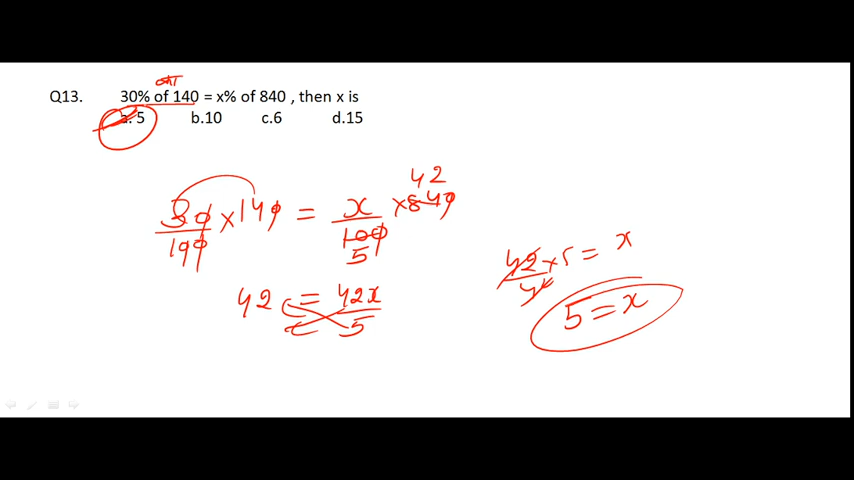 Q13. 30% of 140 = x% of 840 , then x is
a. 5 b.10 c.6 d.15
30/100 × 140 = x/100 × 840
42
5
42 = 42x/5
42/42 × 5 = x
5 = x